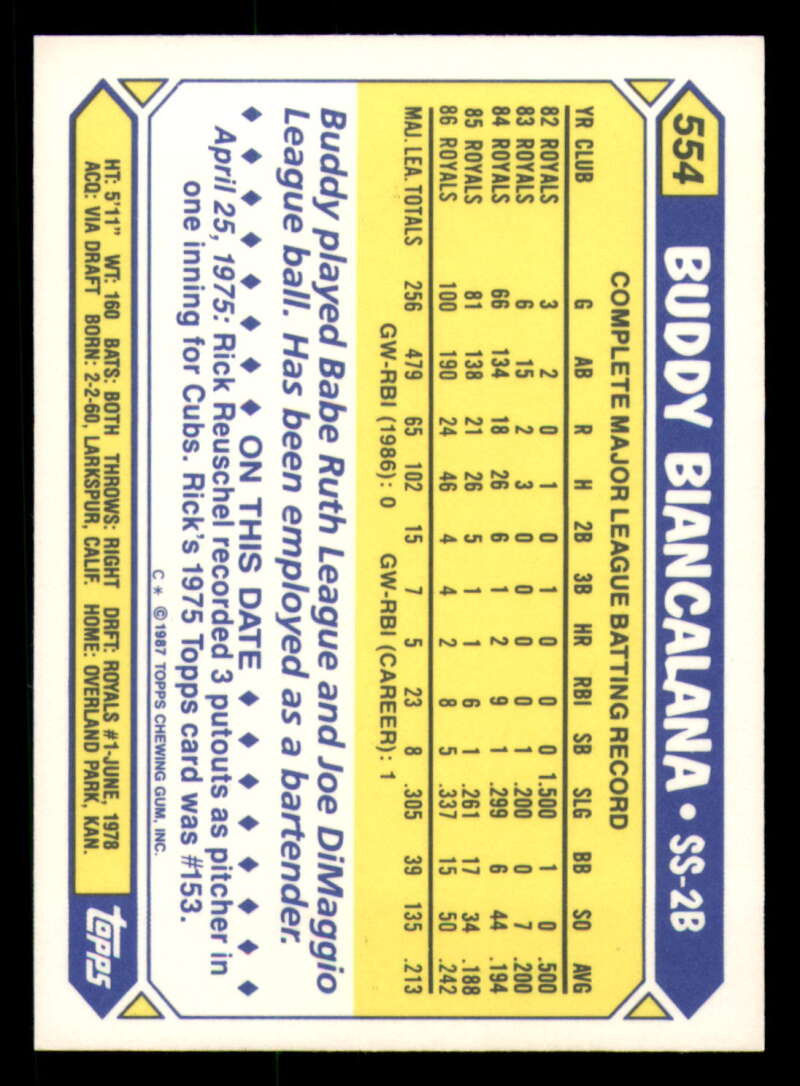 554
BUDDY BIANCALANA • SS-2B
COMPLETE MAJOR LEAGUE BATTING RECORD
YR CLUB G AB R H 2B 3B HR RBI SB SLG BB SO AVG
82 ROYALS 3 2 0 1 0 1 0 0 0 1.500 1 0 .500
83 ROYALS 6 15 2 3 0 0 0 0 1 .200 0 7 .200
84 ROYALS 66 134 18 26 6 1 2 9 1 .299 6 44 .194
85 ROYALS 81 138 21 26 5 1 1 6 1 .261 17 34 .188
86 ROYALS 100 190 24 46 4 4 2 8 5 .337 15 50 .242
MAJ. LEA. TOTALS 256 479 65 102 15 7 5 23 8 .305 39 135 .213
GW-RBI (1986): 0 GW-RBI (CAREER): 1
Buddy played Babe Ruth League and Joe DiMaggio
League ball. Has been employed as a bartender.
ON THIS DATE
April 25, 1975: Rick Reuschel recorded 3 putouts as pitcher in
one inning for Cubs. Rick's 1975 Topps card was #153.
C * © 1987 TOPPS CHEWING GUM, INC.
HT: 5'11" WT: 160 BATS: BOTH THROWS: RIGHT DRFT: ROYALS #1-JUNE, 1978
ACQ: VIA DRAFT BORN: 2-2-60, LARKSPUR, CALIF. HOME: OVERLAND PARK, KAN.
topps